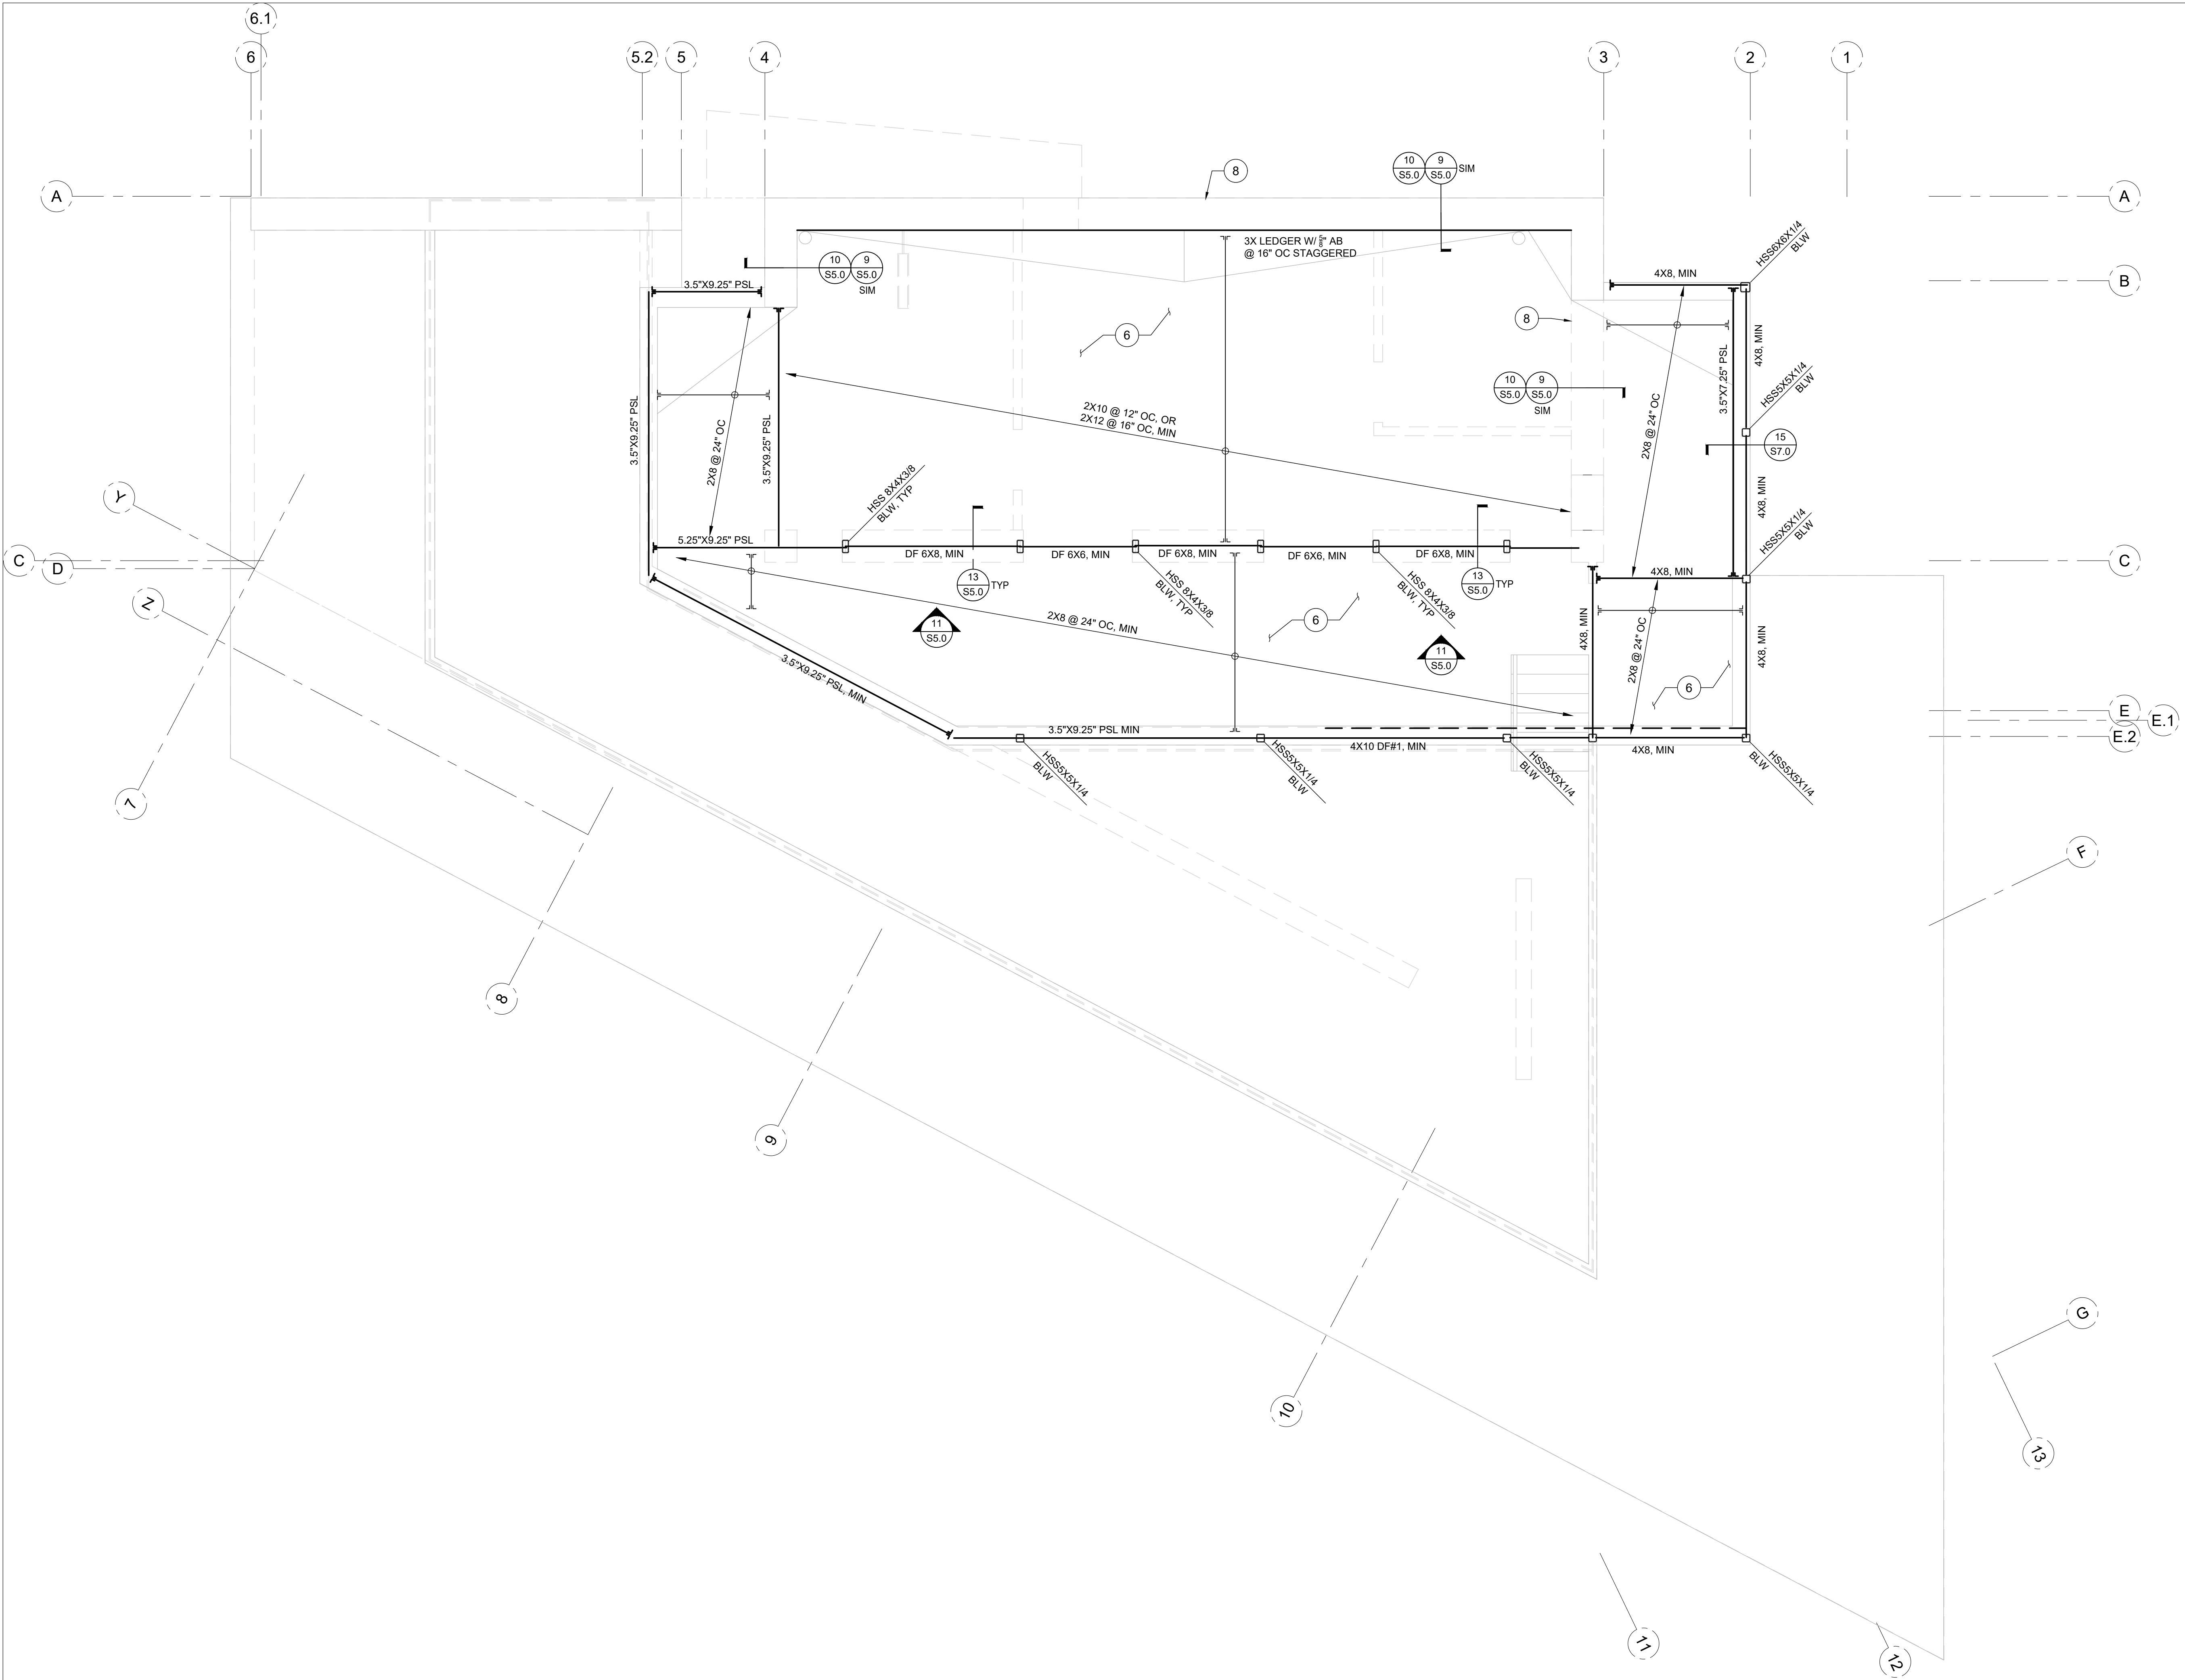 6.1
6
5.2
5
4
3
2
1
A
A
8
10
S5.0
9
S5.0
SIM
3X LEDGER W/ 5/8" AB
@ 16" OC STAGGERED
10
S5.0
9
S5.0
SIM
HSS6X6X1/4
BLW
4X8, MIN
B
3.5"X9.25" PSL
8
6
4X8, MIN
3.5"X7.25" PSL
HSS5X5X1/4
BLW
10
S5.0
9
S5.0
SIM
3.5"X9.25" PSL
2X8 @ 24" OC
3.5"X9.25" PSL
2X10 @ 12" OC, OR
2X12 @ 16" OC, MIN
2X8 @ 24" OC
15
S7.0
Y
HSS 8X4X3/8
BLW, TYP
4X8, MIN
HSS5X5X1/4
BLW
5.25"X9.25" PSL
DF 6X8, MIN
DF 6X6, MIN
DF 6X8, MIN
DF 6X6, MIN
DF 6X8, MIN
C
D
C
13
S5.0
TYP
HSS 8X4X3/8
BLW, TYP
HSS 8X4X3/8
BLW, TYP
13
S5.0
TYP
4X8, MIN
Z
11
S5.0
2X8 @ 24" OC, MIN
6
11
S5.0
4X8, MIN
2X8 @ 24" OC
4X8, MIN
6
3.5"X9.25" PSL, MIN
3.5"X9.25" PSL MIN
4X10 DF#1, MIN
4X8, MIN
E
E.1
E.2
HSS5X5X1/4
BLW
HSS5X5X1/4
BLW
HSS5X5X1/4
BLW
HSS5X5X1/4
BLW
7
F
8
9
10
G
13
11
12